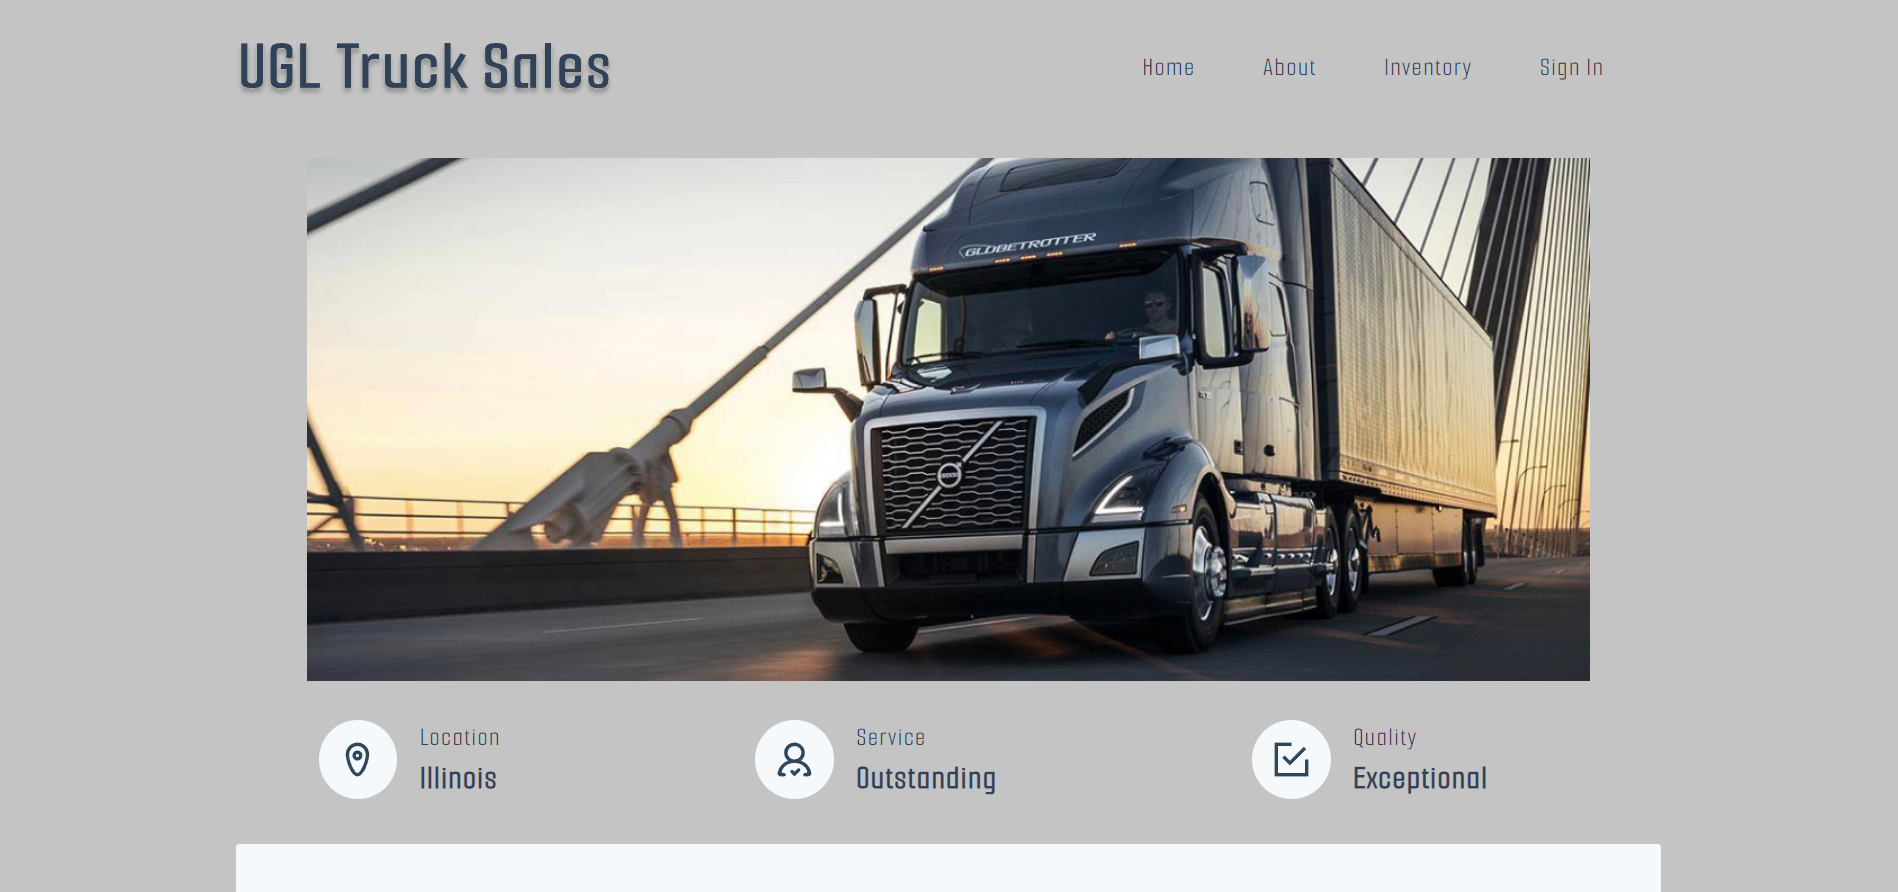 UGL Truck Sales
Home About Inventory Sign In
GLOBETROTTER
Location
Illinois
Service
Outstanding
Quality
Exceptional